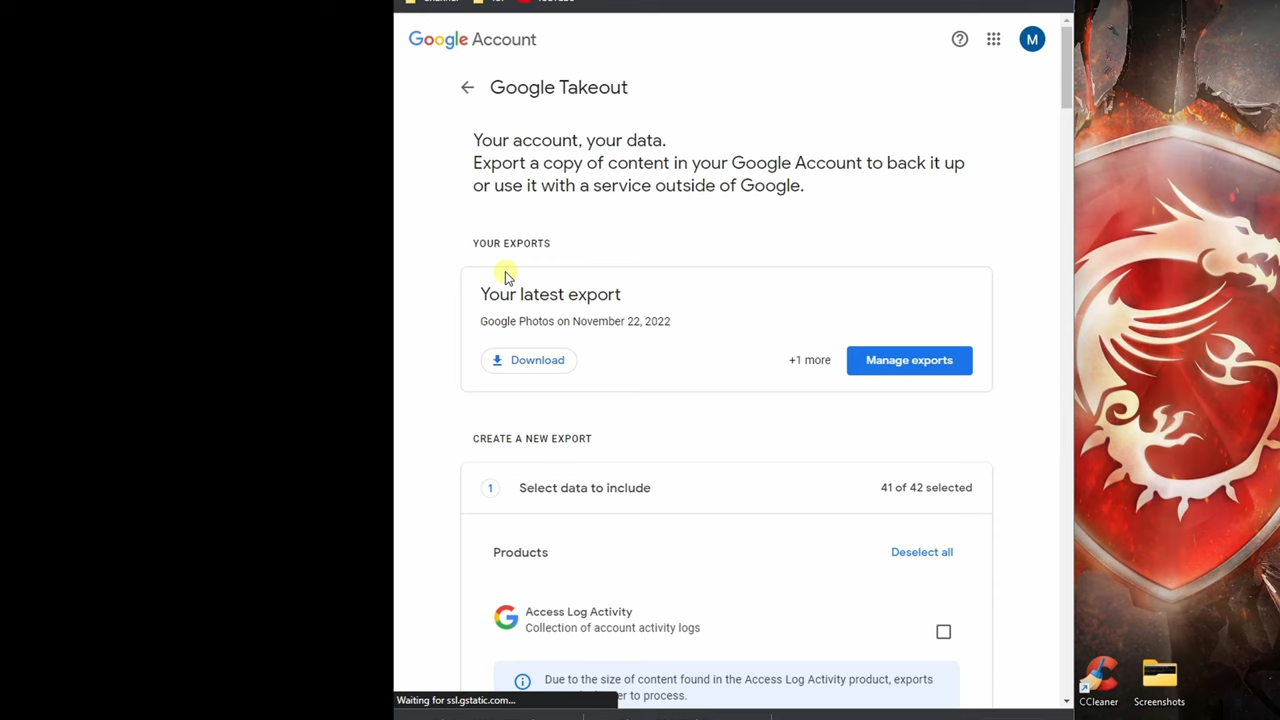 Google Account
M
Google Takeout
Your account, your data.
Export a copy of content in your Google Account to back it up
or use it with a service outside of Google.
YOUR EXPORTS
Your latest export
Google Photos on November 22, 2022
Download
+1 more
Manage exports
CREATE A NEW EXPORT
1
Select data to include
41 of 42 selected
Products
Deselect all
Access Log Activity
Collection of account activity logs
Due to the size of content found in the Access Log Activity product, exports
to process.
Waiting for ssl.gstatic.com...
CCleaner
Screenshots